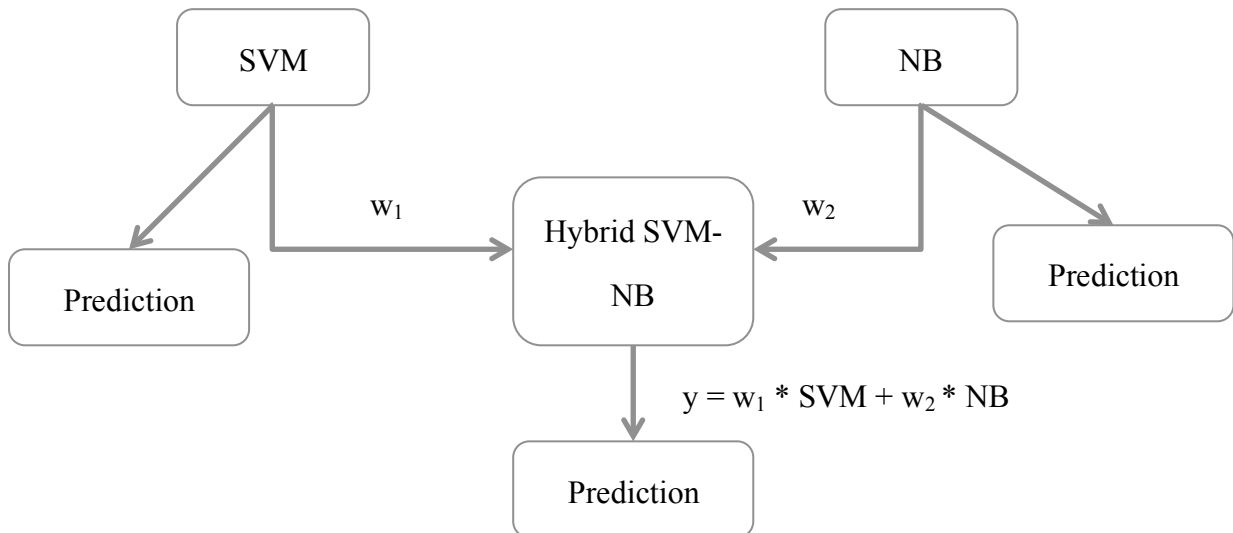 SVM
NB
w₁
w₂
Hybrid SVM-
NB
Prediction
Prediction
y = w₁ * SVM + w₂ * NB
Prediction